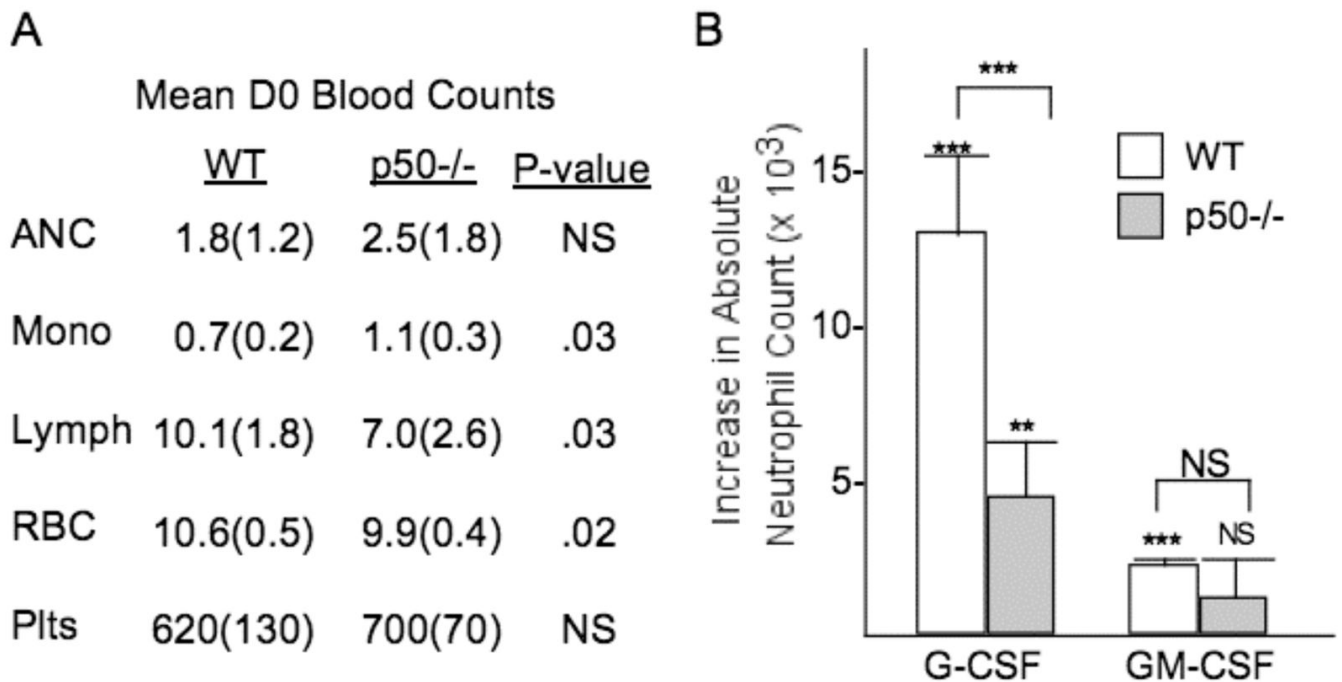 A
Mean D0 Blood Counts
WT p50-/- P-value
ANC 1.8(1.2) 2.5(1.8) NS
Mono 0.7(0.2) 1.1(0.3) .03
Lymph 10.1(1.8) 7.0(2.6) .03
RBC 10.6(0.5) 9.9(0.4) .02
Plts 620(130) 700(70) NS
B
Increase in Absolute
Neutrophil Count (x 10³)
15-
10-
5-
***
***
**
NS
***
NS
WT
p50-/-
G-CSF GM-CSF